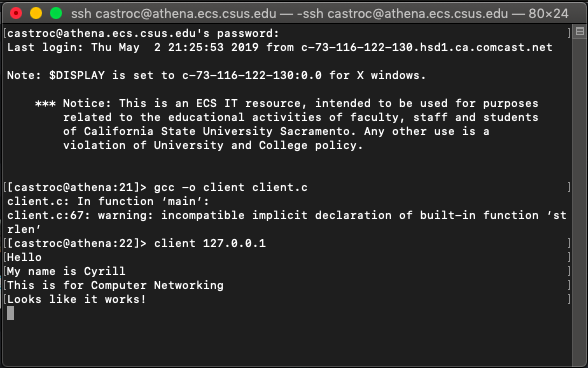 ssh castroc@athena.ecs.csus.edu — -ssh castroc@athena.ecs.csus.edu — 80×24
[castroc@athena.ecs.csus.edu's password: ]
Last login: Thu May  2 21:25:53 2019 from c-73-116-122-130.hsd1.ca.comcast.net
Note: $DISPLAY is set to c-73-116-122-130:0.0 for X windows.
*** Notice: This is an ECS IT resource, intended to be used for purposes
related to the educational activities of faculty, staff and students
of California State University Sacramento. Any other use is a
violation of University and College policy.
[[castroc@athena:21]> gcc -o client client.c ]
client.c: In function ‘main’:
client.c:67: warning: incompatible implicit declaration of built-in function ‘st
rlen’
[[castroc@athena:22]> client 127.0.0.1 ]
[Hello ]
[My name is Cyrill ]
[This is for Computer Networking ]
[Looks like it works! ]